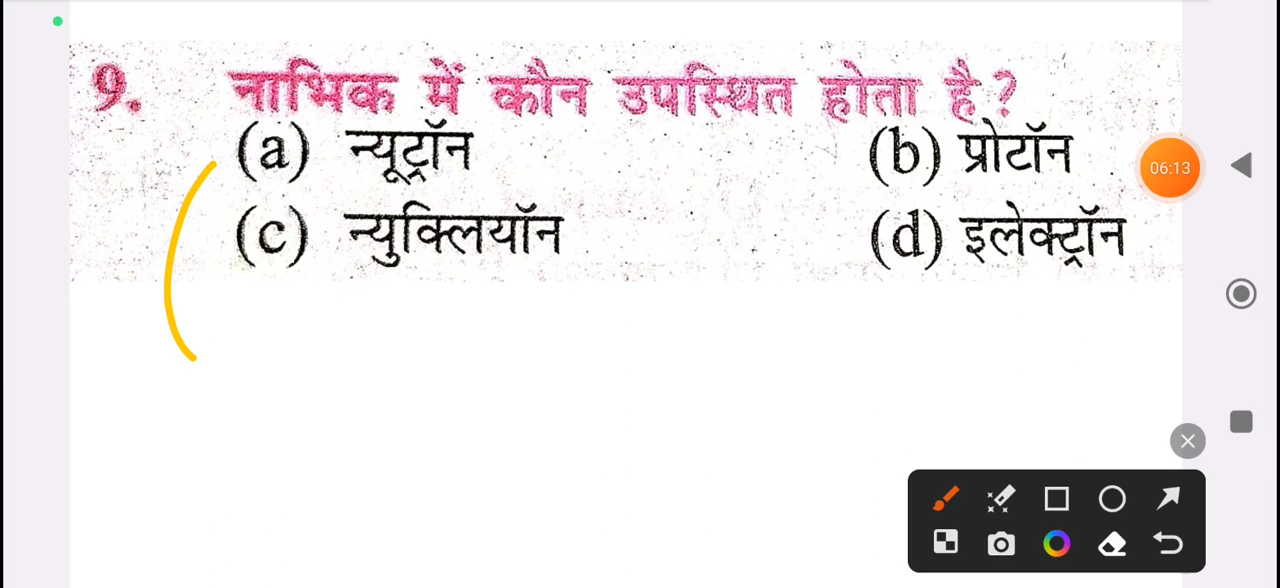 9. नाभिक में कौन उपस्थित होता है?
(a) न्यूट्रॉन (b) प्रोटॉन
(c) न्युक्लियॉन (d) इलेक्ट्रॉन
06:13